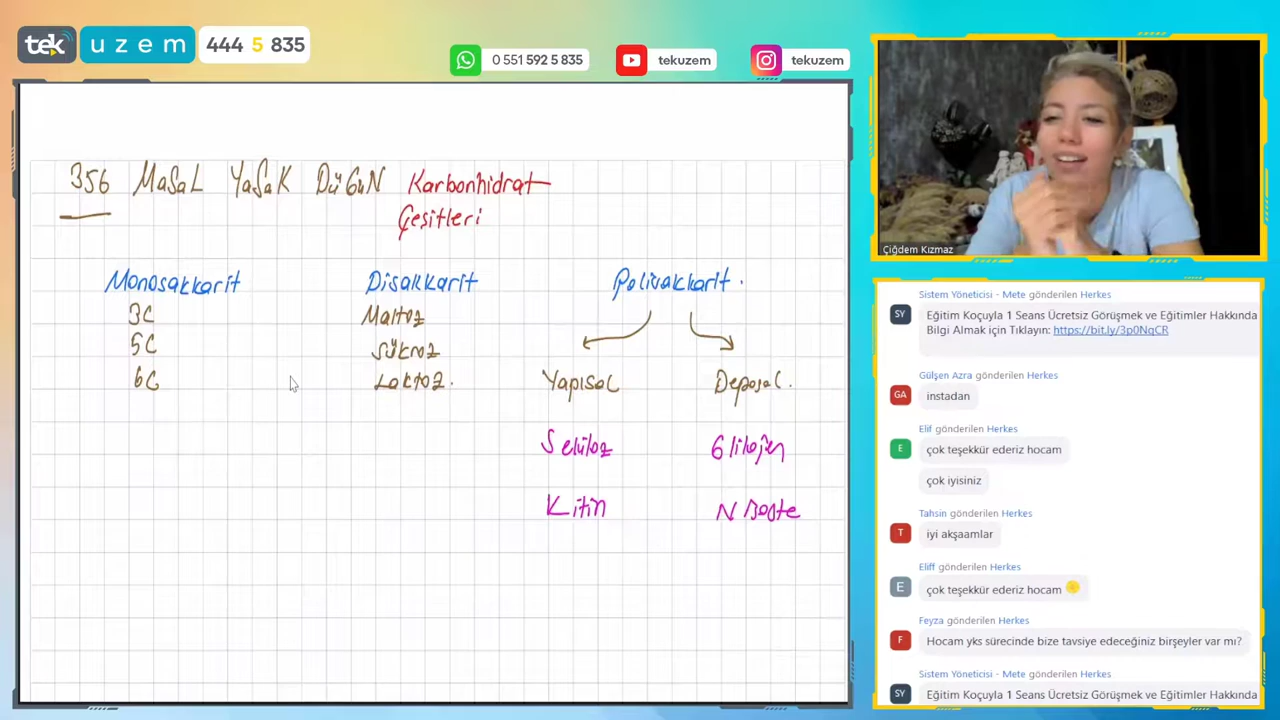 tek uzem 444 5 835
0 551 592 5 835 tekuzem tekuzem
356 MaSaL YaSaK DüGüN Karbonhidrat
Çeşitleri
Monosakkarit Disakkarit Polisakkarit.
3C Maltoz
5C Sükroz
6C Laktoz. Yapısal Deposal.
Selüloz Glikojen
Kitin Nişaşta
Çiğdem Kızmaz
Sistem Yöneticisi - Mete gönderilen Herkes
SY Eğitim Koçuyla 1 Seans Ücretsiz Görüşmek ve Eğitimler Hakkında
Bilgi Almak için Tıklayın: https://bit.ly/3p0NqCR
Gülşen Azra gönderilen Herkes
GA instadan
Elif gönderilen Herkes
E çok teşekkür ederiz hocam
çok iyisiniz
Tahsin gönderilen Herkes
T iyi akşaamlar
Eliff gönderilen Herkes
E çok teşekkür ederiz hocam
Feyza gönderilen Herkes
F Hocam yks sürecinde bize tavsiye edeceğiniz birşeyler var mı?
Sistem Yöneticisi - Mete gönderilen Herkes
SY Eğitim Koçuyla 1 Seans Ücretsiz Görüşmek ve Eğitimler Hakkında